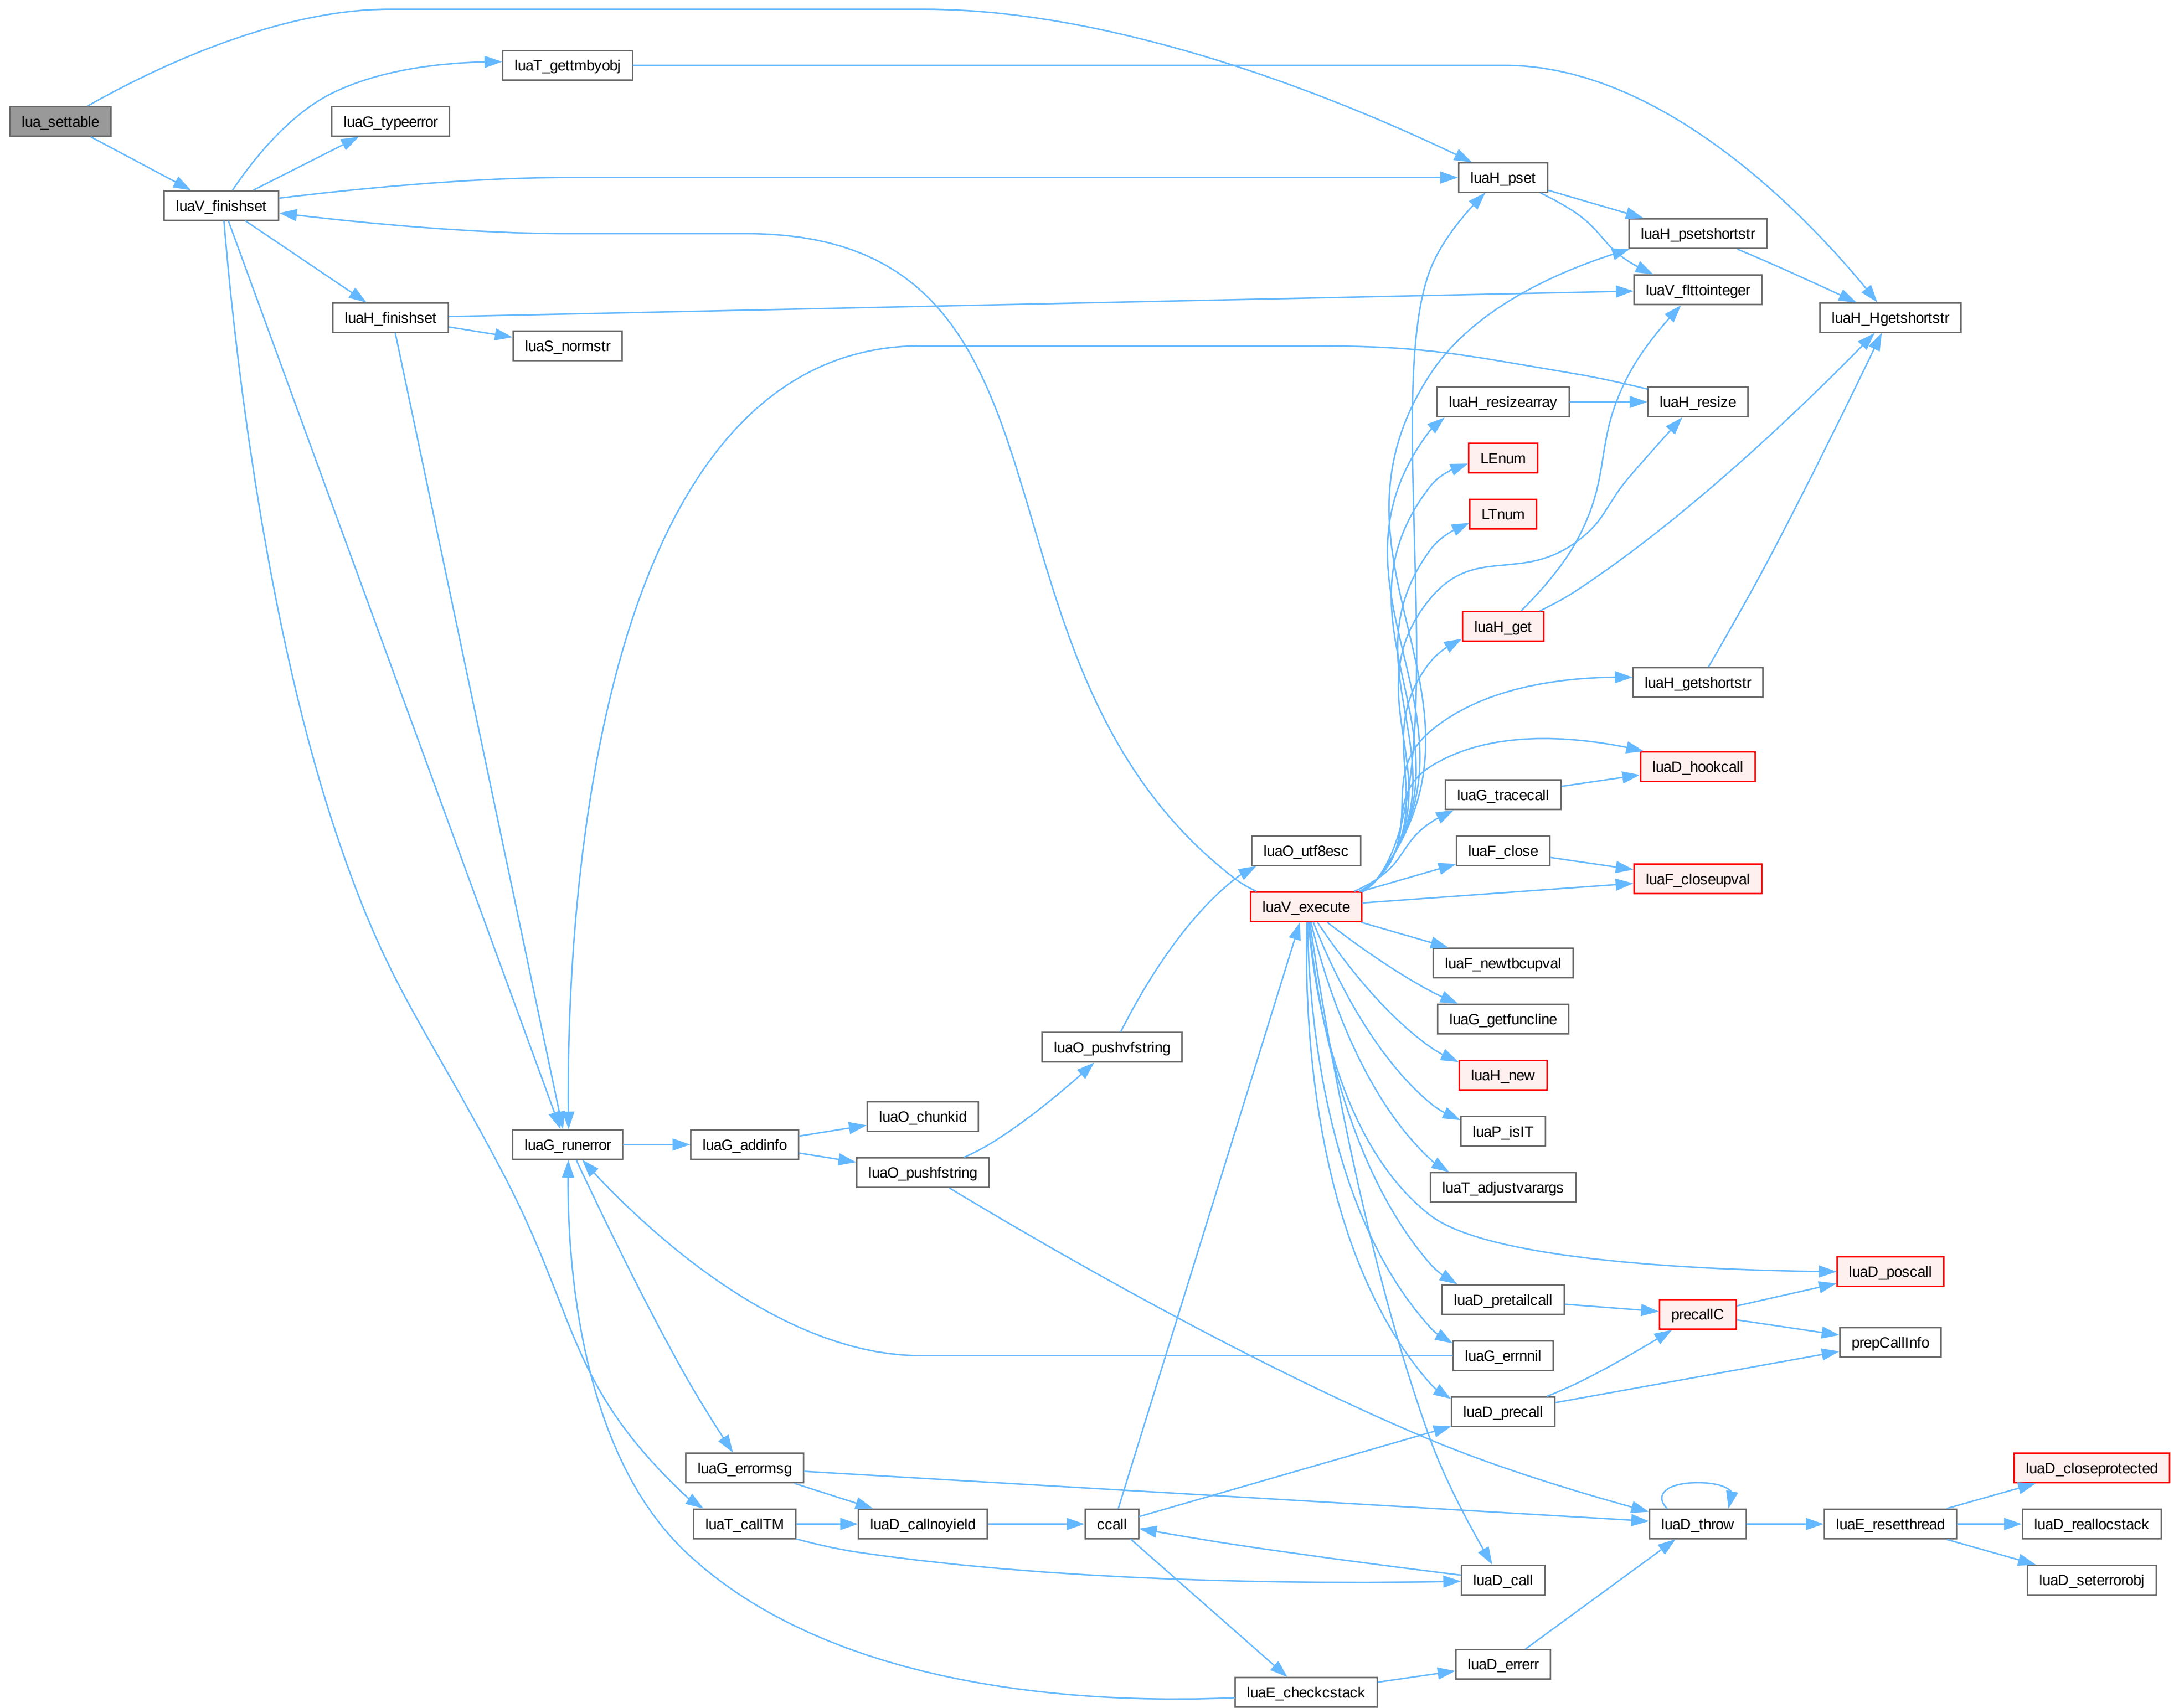 luaT_gettmbyobj
lua_settable
luaG_typeerror
luaH_pset
luaV_finishset
luaH_psetshortstr
luaV_flttointeger
luaH_finishset
luaH_Hgetshortstr
luaS_normstr
luaH_resizearray
luaH_resize
LEnum
LTnum
luaH_get
luaH_getshortstr
luaD_hookcall
luaG_tracecall
luaO_utf8esc
luaF_close
luaF_closeupval
luaV_execute
luaF_newtbcupval
luaG_getfuncline
luaO_pushvfstring
luaH_new
luaO_chunkid
luaP_isIT
luaG_runerror
luaG_addinfo
luaO_pushfstring
luaT_adjustvarargs
luaD_poscall
luaD_pretailcall
precallC
prepCallInfo
luaG_errnnil
luaD_precall
luaG_errormsg
luaD_closeprotected
luaT_callTM
luaD_callnoyield
ccall
luaD_throw
luaE_resetthread
luaD_reallocstack
luaD_call
luaD_seterrorobj
luaD_errerr
luaE_checkcstack